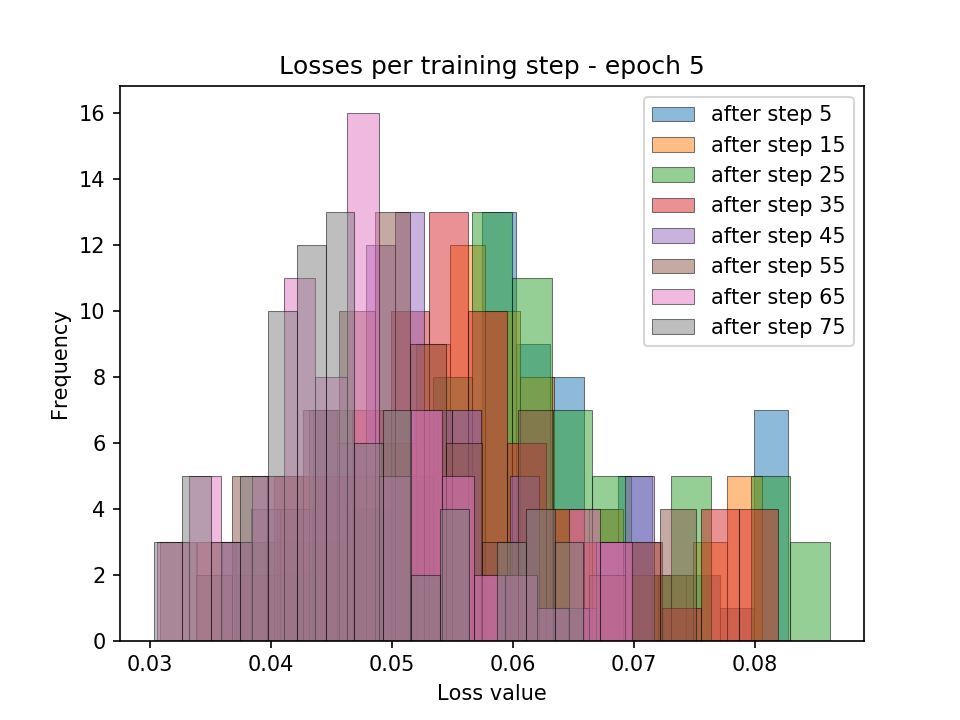 Losses per training step - epoch 5
16
14
12
10
8
6
4
2
0
Frequency
after step 5
after step 15
after step 25
after step 35
after step 45
after step 55
after step 65
after step 75
0.03 0.04 0.05 0.06 0.07 0.08
Loss value